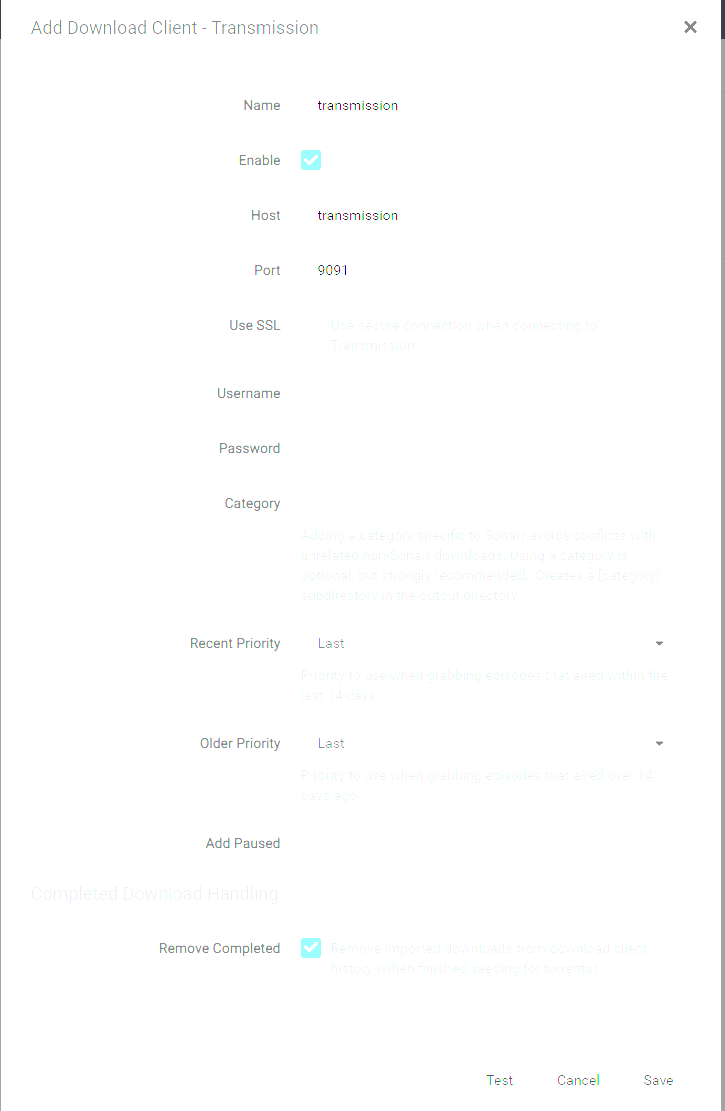 Add Download Client - Transmission
Name transmission
Enable
Host transmission
Port 9091
Use SSL Use secure connection when connecting to
Transmission
Username
Password
Category
Adding a category specific to Sonarr avoids conflicts with
unrelated non-Sonarr downloads. Using a category is
optional, but strongly recommended. Creates a [category]
subdirectory in the output directory.
Recent Priority Last
Priority to use when grabbing episodes that aired within the
last 14 days
Older Priority Last
Priority to use when grabbing episodes that aired over 14
days ago
Add Paused
Completed Download Handling
Remove Completed Remove imported downloads from download client
history (when finished seeding for torrents)
Test Cancel Save